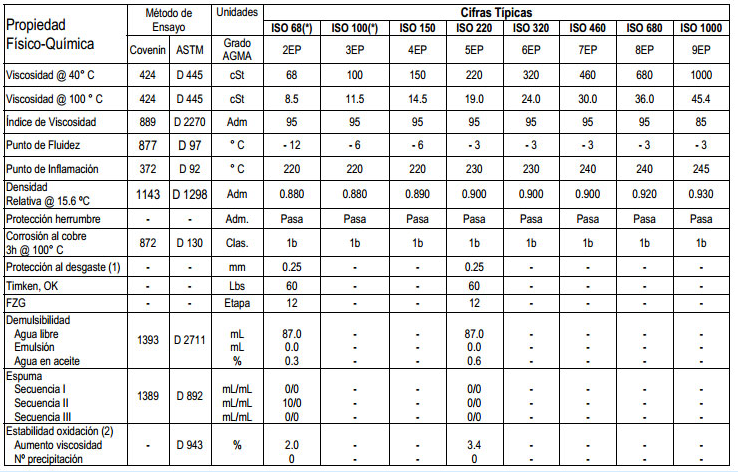 Propiedad Físico-Química Método de Ensayo Unidades Cifras Típicas
ISO 68(*) ISO 100(*) ISO 150 ISO 220 ISO 320 ISO 460 ISO 680 ISO 1000
Covenin ASTM Grado AGMA 2EP 3EP 4EP 5EP 6EP 7EP 8EP 9EP
Viscosidad @ 40° C 424 D 445 cSt 68 100 150 220 320 460 680 1000
Viscosidad @ 100 ° C 424 D 445 cSt 8.5 11.5 14.5 19.0 24.0 30.0 36.0 45.4
Índice de Viscosidad 889 D 2270 Adm 95 95 95 95 95 95 95 85
Punto de Fluidez 877 D 97 ° C - 12 - 6 - 6 - 3 - 3 - 3 - 3 - 3
Punto de Inflamación 372 D 92 ° C 220 220 220 230 230 240 240 245
Densidad
Relativa @ 15.6 ºC 1143 D 1298 Adm 0.880 0.880 0.890 0.900 0.900 0.900 0.920 0.930
Protección herrumbre - - Adm. Pasa Pasa Pasa Pasa Pasa Pasa Pasa Pasa
Corrosión al cobre
3h @ 100° C 872 D 130 Clas. 1b 1b 1b 1b 1b 1b 1b 1b
Protección al desgaste (1) - - mm 0.25 - - 0.25 - - - -
Timken, OK - - Lbs 60 - - 60 - - - -
FZG - - Etapa 12 - - 12 - - - -
Demulsibilidad 1393 D 2711
Agua libre mL 87.0 - - 87.0 - - - -
Emulsión mL 0.0 - - 0.0 - - - -
Agua en aceite % 0.3 - - 0.6 - - - -
Espuma 1389 D 892
Secuencia I mL/mL 0/0 - - 0/0 - - - -
Secuencia II mL/mL 10/0 - - 0/0 - - - -
Secuencia III mL/mL 0/0 - - 0/0 - - - -
Estabilidad oxidación (2) - D 943 %
Aumento viscosidad 2.0 - - 3.4 - - - -
Nº precipitación 0 - - 0 - - - -